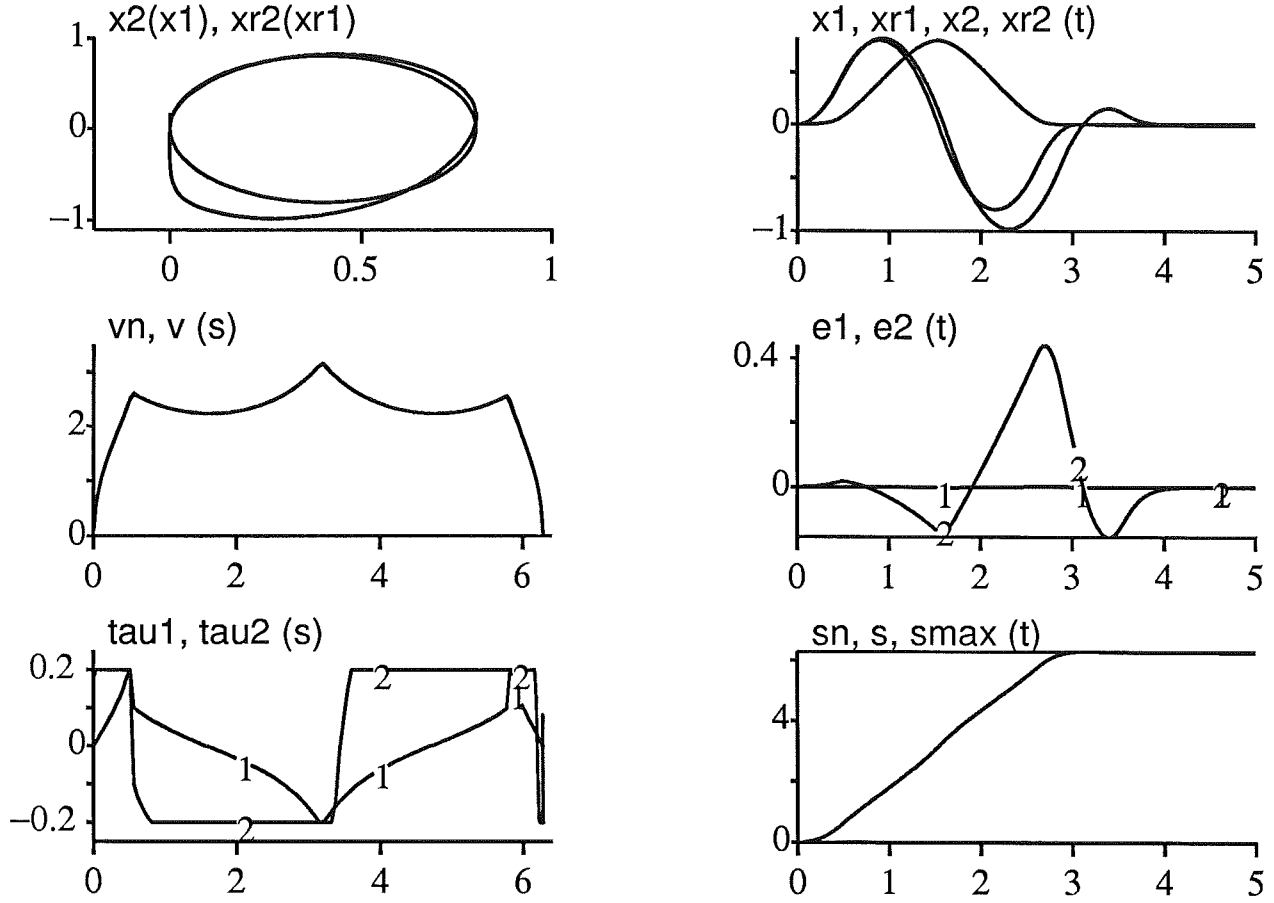 x2(x1), xr2(xr1)
1
0
−1
0 0.5 1
x1, xr1, x2, xr2 (t)
0
−1
0 1 2 3 4 5
vn, v (s)
2
0
0 2 4 6
e1, e2 (t)
0.4
0
1 2 2 1 1 2
0 1 2 3 4 5
tau1, tau2 (s)
0.2
0
−0.2
2 2 1 1 1 2
0 2 4 6
sn, s, smax (t)
4
0
0 1 2 3 4 5